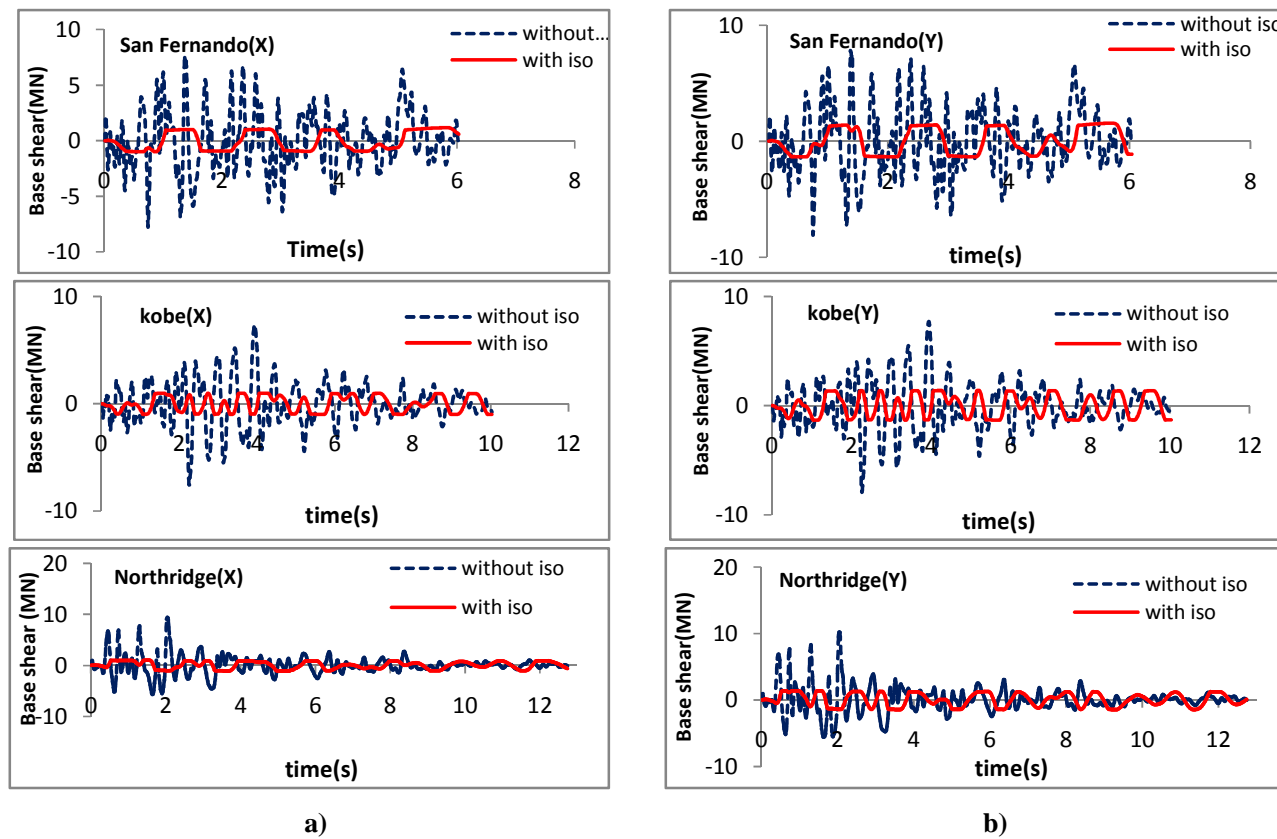 San Fernando(X)
without...
with iso
10
5
0
-5
-10
0
2
4
6
8
Base shear(MN)
Time(s)
San Fernando(Y)
without iso
with iso
10
0
-10
0
2
4
6
8
Base shear(MN)
time(s)
kobe(X)
without iso
with iso
10
0
-10
0
2
4
6
8
10
12
Base shear(MN)
time(s)
kobe(Y)
without iso
with iso
10
0
-10
0
2
4
6
8
10
12
Base shear(MN)
time(s)
Northridge(X)
without iso
with iso
20
10
0
-10
0
2
4
6
8
10
12
Base shear (MN)
time(s)
Northridge(Y)
without iso
with iso
20
10
0
-10
0
2
4
6
8
10
12
Base shear(MN)
time(s)
a)
b)